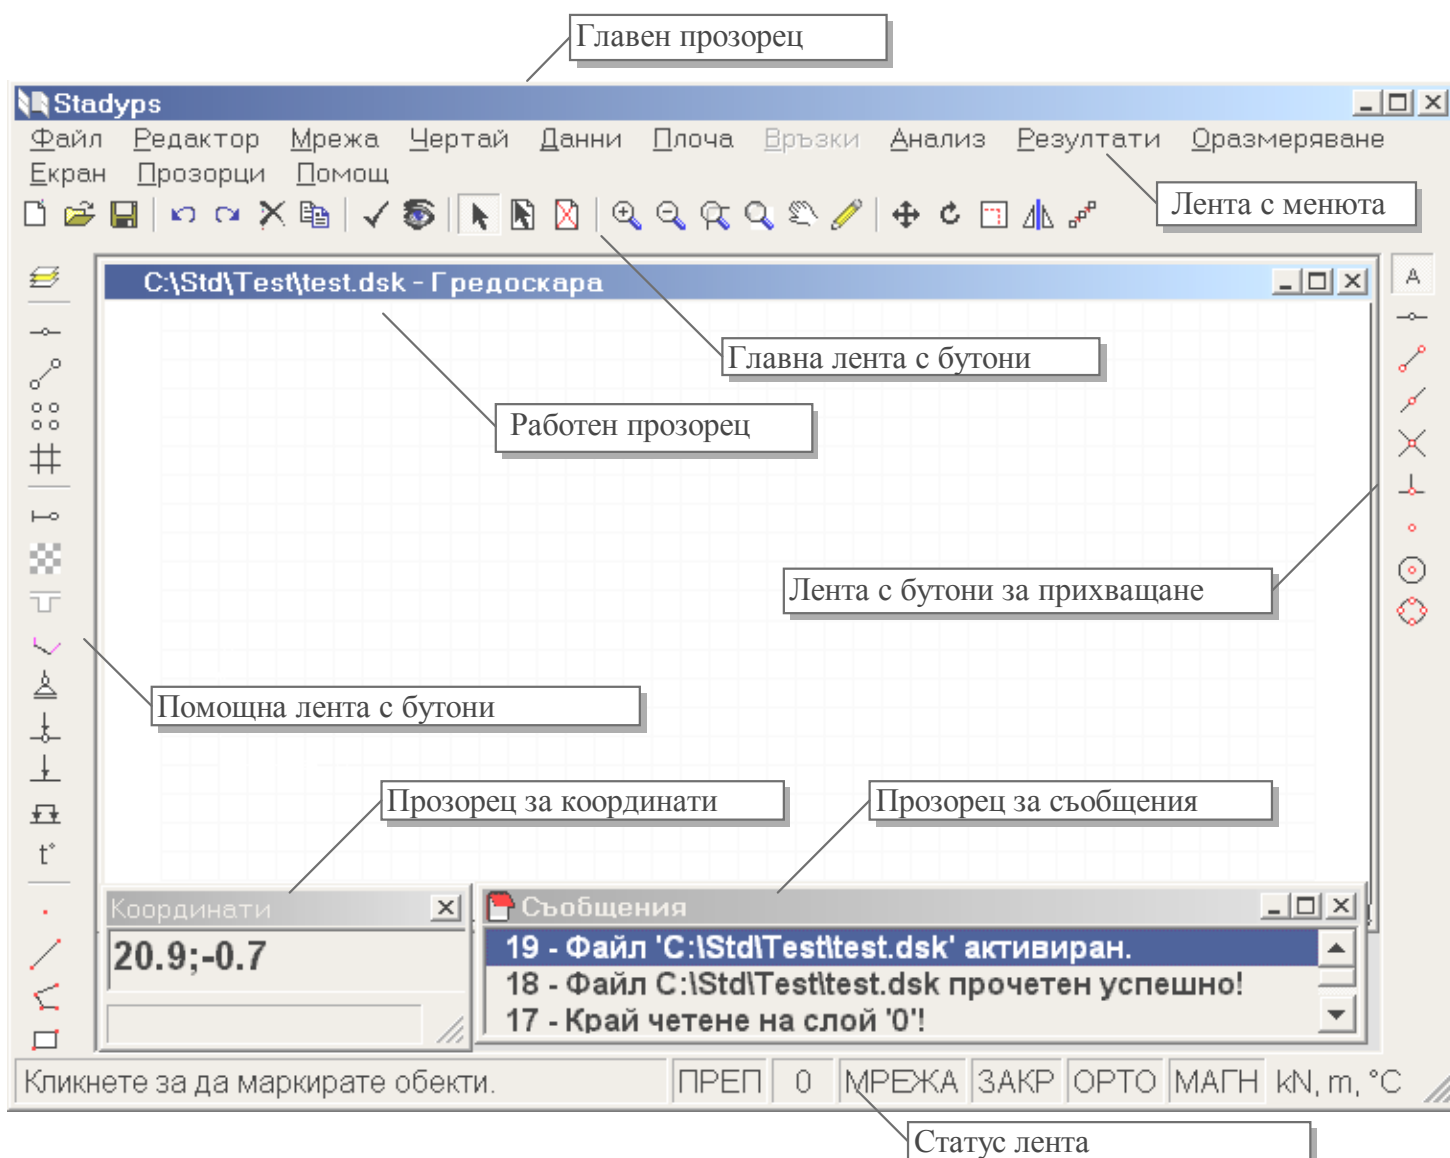 Главен прозорец
Stadyps
Файл Редактор Мрежа Чертай Данни Плоча Връзки Анализ Резултати Оразмеряване
Екран Прозорци Помощ
Лента с менюта
C:\Std\Test\test.dsk - Гредоскара
A
Главна лента с бутони
Работен прозорец
Лента с бутони за прихващане
Помощна лента с бутони
Прозорец за координати
Прозорец за съобщения
t°
Координати
20.9;-0.7
Съобщения
19 - Файл 'C:\Std\Test\test.dsk' активиран.
18 - Файл C:\Std\Test\test.dsk прочетен успешно!
17 - Край четене на слой '0'!
Кликнете за да маркирате обекти.
ПРЕП 0 МРЕЖА ЗАКР ОРТО МАГН kN, m, °C
Статус лента